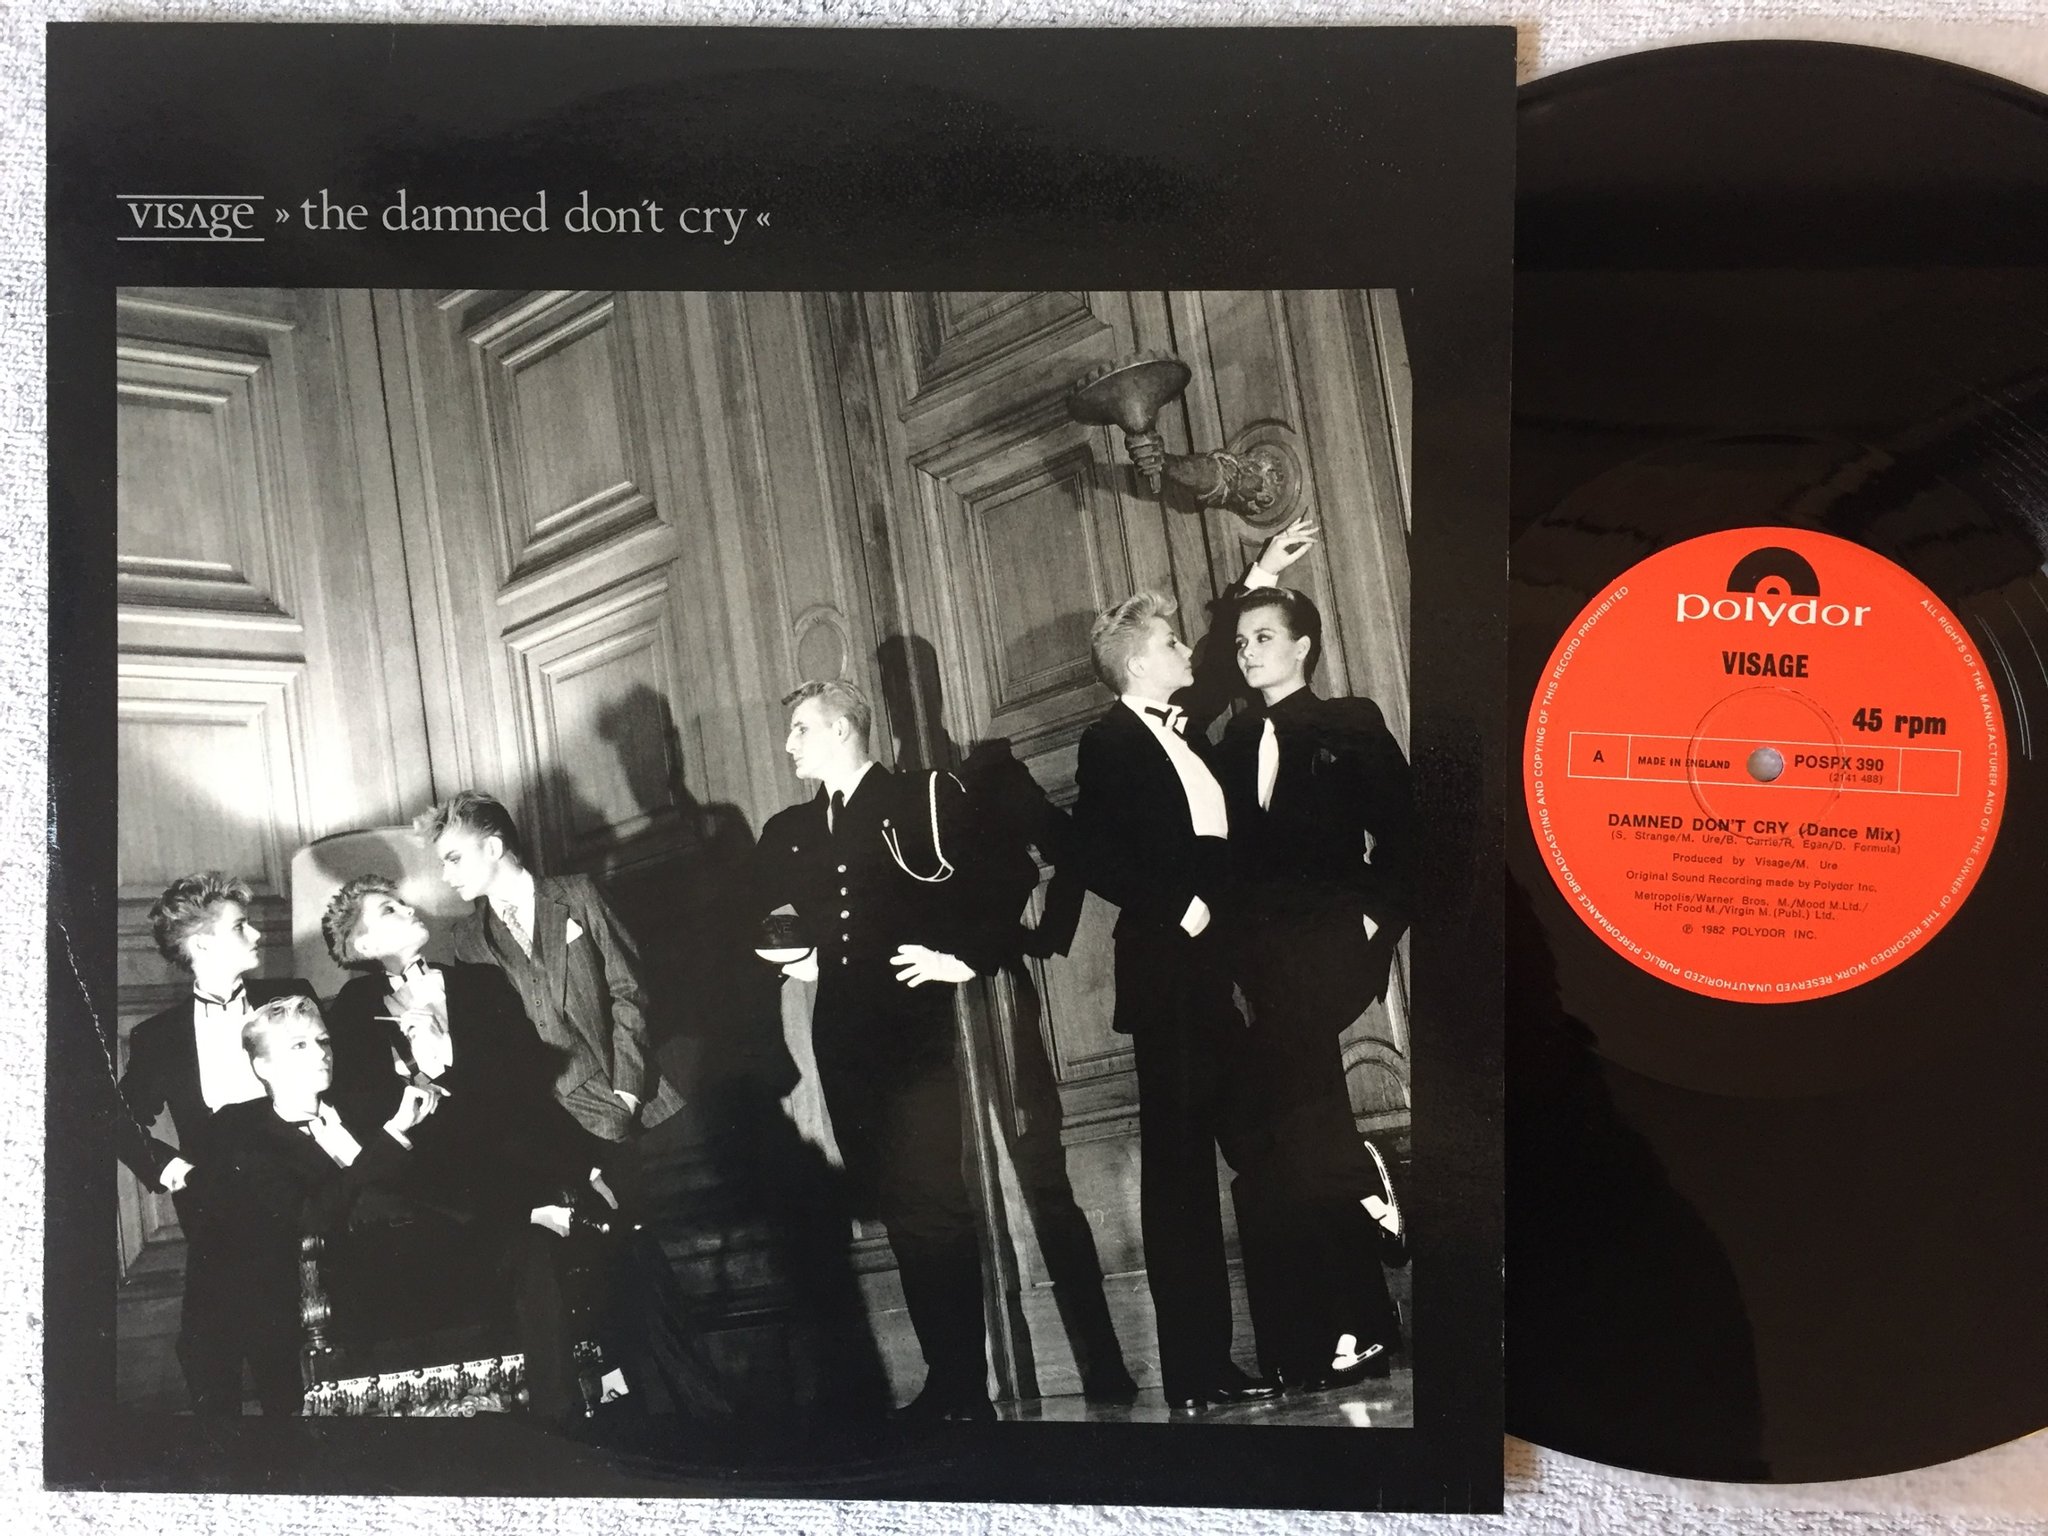 VISAGE » the damned don't cry «
polydor
VISAGE
45 rpm
A
MADE IN ENGLAND
POSPX 390
(2141 488)
DAMNED DON'T CRY (Dance Mix)
(S. Strange/M. Ure/B. Currie/R. Egan/D. Formula)
Produced by Visage/M. Ure
Original Sound Recording made by Polydor Inc.
Metropolis/Warner Bros. M./Mood M.Ltd./
Hot Food M./Virgin M. (Publ.) Ltd.
℗ 1982 POLYDOR INC.
ALL RIGHTS OF THE MANUFACTURER AND OF THE OWNER OF THE RECORDED WORK RESERVED UNAUTHORIZED PUBLIC PERFORMANCE BROADCASTING AND COPYING OF THIS RECORD PROHIBITED